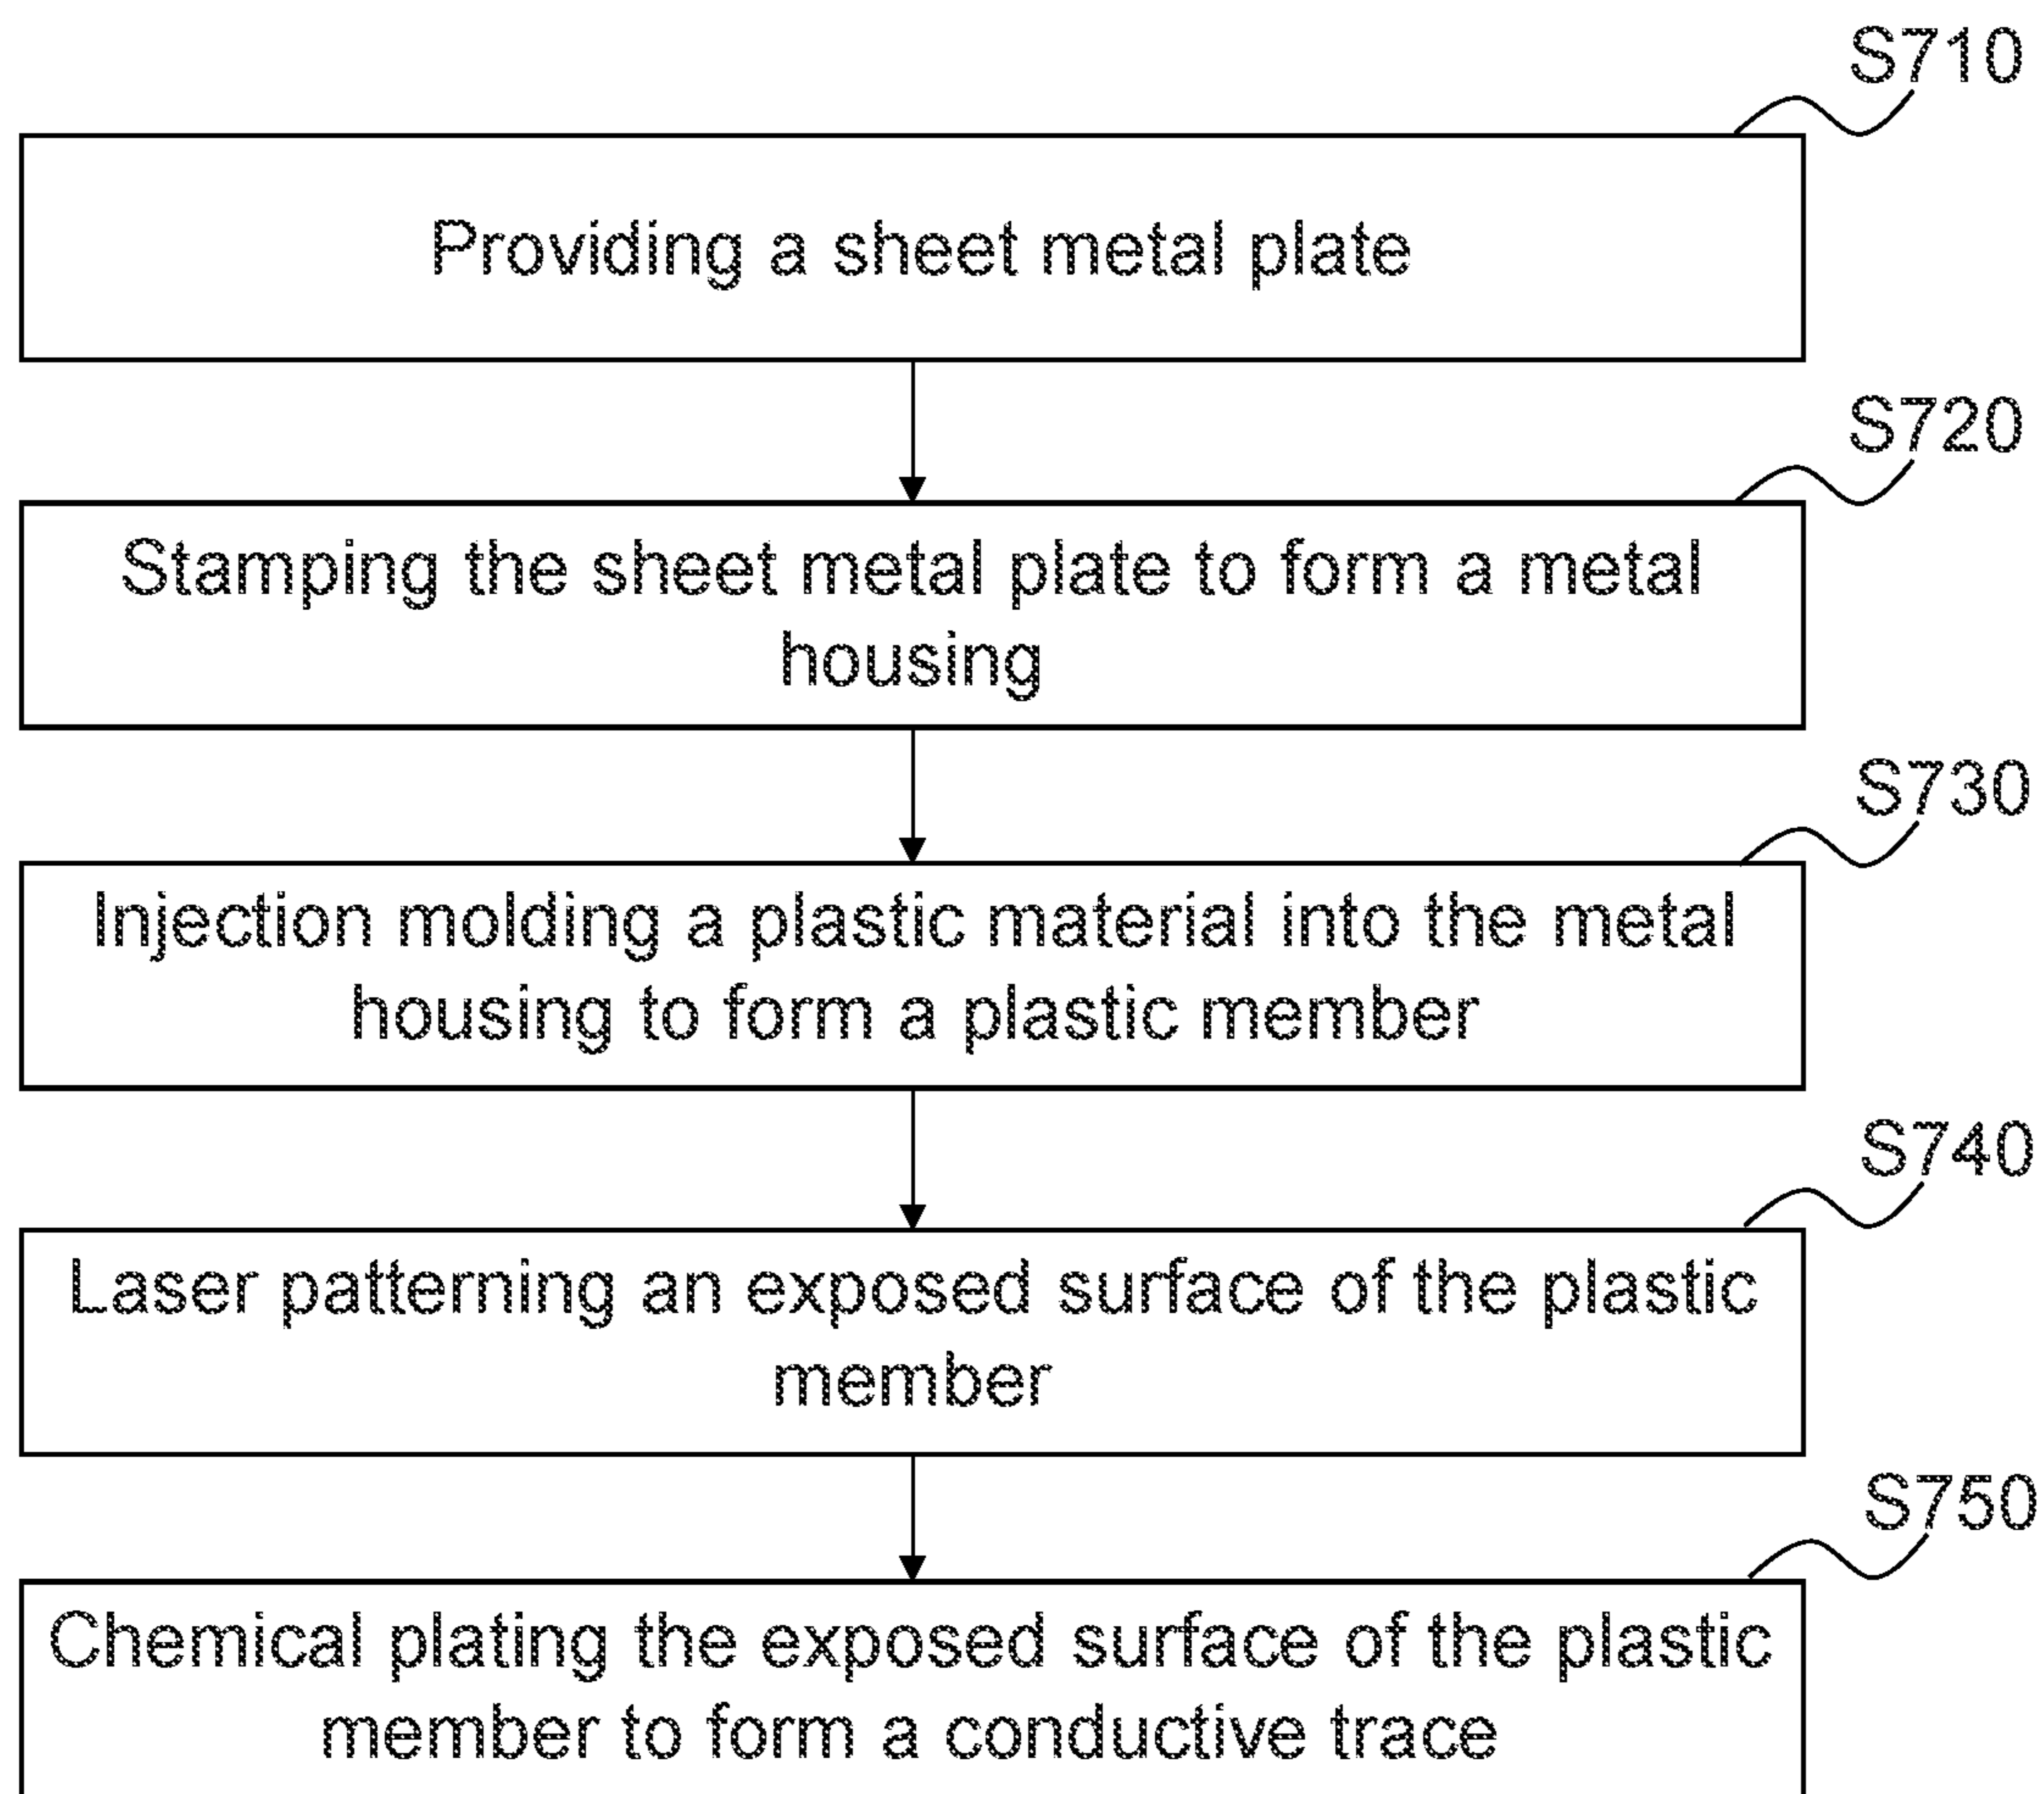 S710
Providing a sheet metal plate
S720
Stamping the sheet metal plate to form a metal
housing
S730
Injection molding a plastic material into the metal
housing to form a plastic member
S740
Laser patterning an exposed surface of the plastic
member
S750
Chemical plating the exposed surface of the plastic
member to form a conductive trace